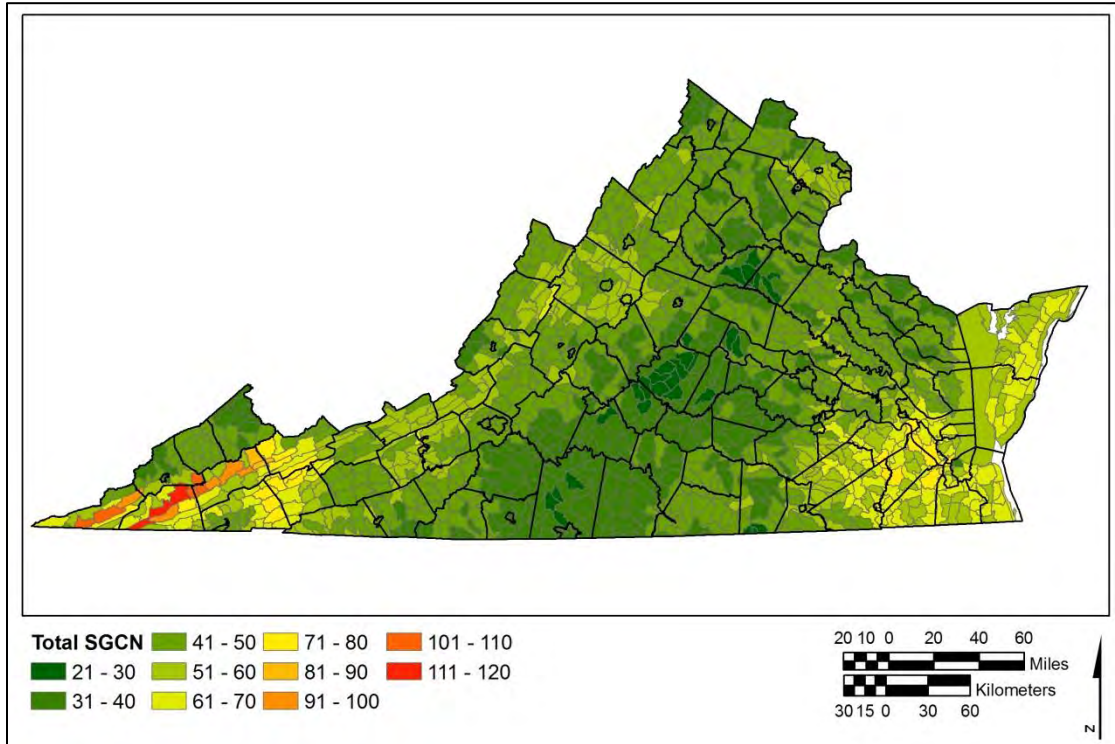 Total SGCN
21 - 30
31 - 40
41 - 50
51 - 60
61 - 70
71 - 80
81 - 90
91 - 100
101 - 110
111 - 120
20 10 0 20 40 60
Miles
Kilometers
30 15 0 30 60
N